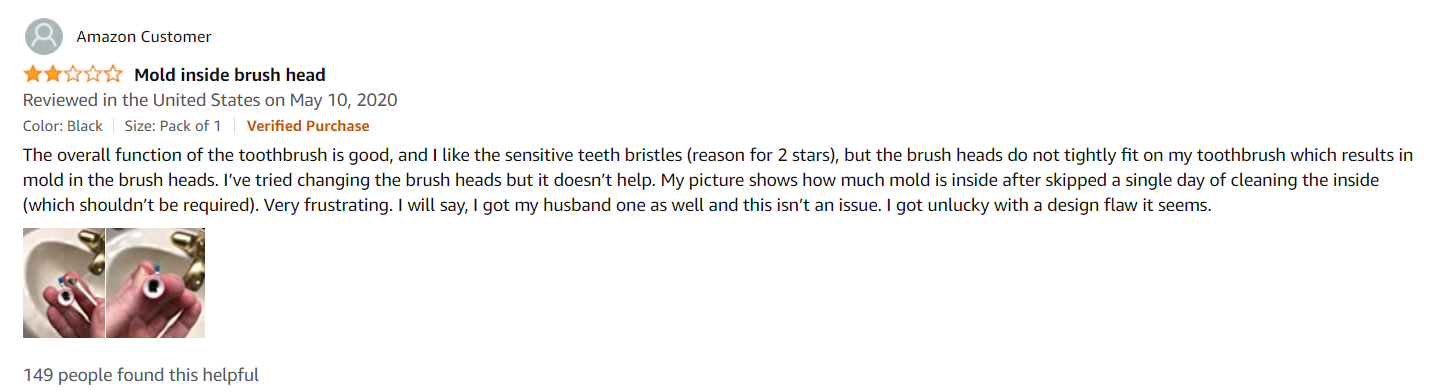 Amazon Customer
Mold inside brush head
Reviewed in the United States on May 10, 2020
Color: Black Size: Pack of 1 Verified Purchase
The overall function of the toothbrush is good, and I like the sensitive teeth bristles (reason for 2 stars), but the brush heads do not tightly fit on my toothbrush which results in
mold in the brush heads. I’ve tried changing the brush heads but it doesn’t help. My picture shows how much mold is inside after skipped a single day of cleaning the inside
(which shouldn’t be required). Very frustrating. I will say, I got my husband one as well and this isn’t an issue. I got unlucky with a design flaw it seems.
149 people found this helpful